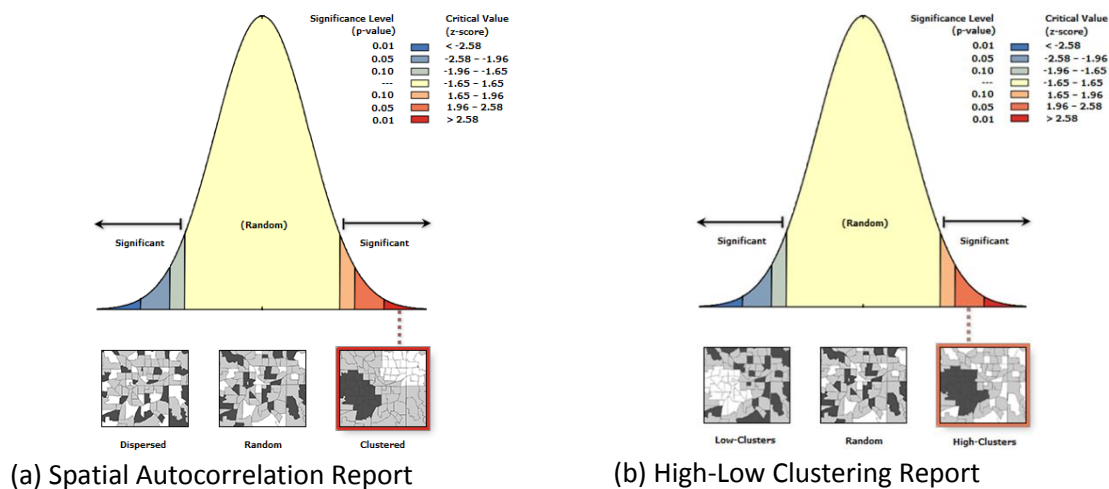 Significance Level Critical Value
(p-value) (z-score)
0.01 < -2.58
0.05 -2.58 – -1.96
0.10 -1.96 – -1.65
--- -1.65 – 1.65
0.10 1.65 – 1.96
0.05 1.96 – 2.58
0.01 > 2.58
(Random)
Significant Significant
Dispersed Random Clustered
(a) Spatial Autocorrelation Report
Significance Level Critical Value
(p-value) (z-score)
0.01 < -2.58
0.05 -2.58 – -1.96
0.10 -1.96 – -1.65
--- -1.65 – 1.65
0.10 1.65 – 1.96
0.05 1.96 – 2.58
0.01 > 2.58
(Random)
Significant Significant
Low-Clusters Random High-Clusters
(b) High-Low Clustering Report